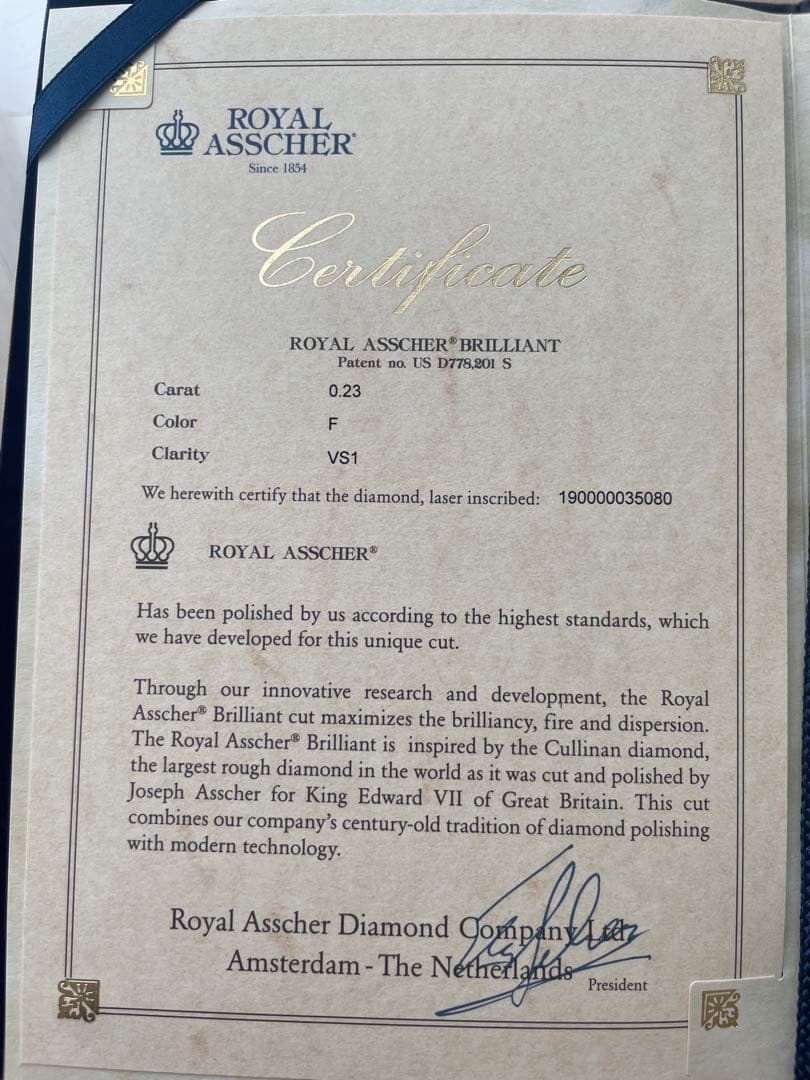 ROYAL
ASSCHER®
Since 1854
Certificate
ROYAL ASSCHER® BRILLIANT
Patent no. US D778,201 S
Carat 0.23
Color F
Clarity VS1
We herewith certify that the diamond, laser inscribed: 190000035080
ROYAL ASSCHER®
Has been polished by us according to the highest standards, which
we have developed for this unique cut.
Through our innovative research and development, the Royal
Asscher® Brilliant cut maximizes the brilliancy, fire and dispersion.
The Royal Asscher® Brilliant is inspired by the Cullinan diamond,
the largest rough diamond in the world as it was cut and polished by
Joseph Asscher for King Edward VII of Great Britain. This cut
combines our company's century-old tradition of diamond polishing
with modern technology.
Royal Asscher Diamond Company Ltd.
Amsterdam - The Netherlands
President